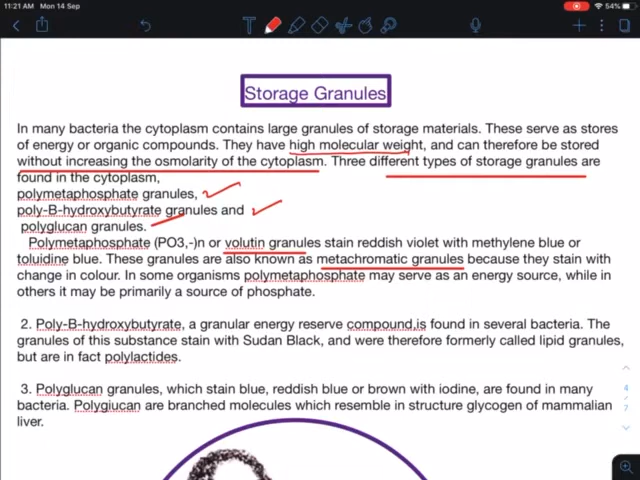 11:21 AM Mon 14 Sep
54%
Storage Granules
In many bacteria the cytoplasm contains large granules of storage materials. These serve as stores
of energy or organic compounds. They have high molecular weight, and can therefore be stored
without increasing the osmolarity of the cytoplasm. Three different types of storage granules are
found in the cytoplasm,
polymetaphosphate granules,
poly-B-hydroxybutyrate granules and
polyglucan granules.
Polymetaphosphate (PO3,-)n or volutin granules stain reddish violet with methylene blue or
toluidine blue. These granules are also known as metachromatic granules because they stain with
change in colour. In some organisms polymetaphosphate may serve as an energy source, while in
others it may be primarily a source of phosphate.
2. Poly-B-hydroxybutyrate, a granular energy reserve compound,is found in several bacteria. The
granules of this substance stain with Sudan Black, and were therefore formerly called lipid granules,
but are in fact polylactides.
3. Polyglucan granules, which stain blue, reddish blue or brown with iodine, are found in many
bacteria. Polygiucan are branched molecules which resemble in structure glycogen of mammalian
liver.
4
/
7